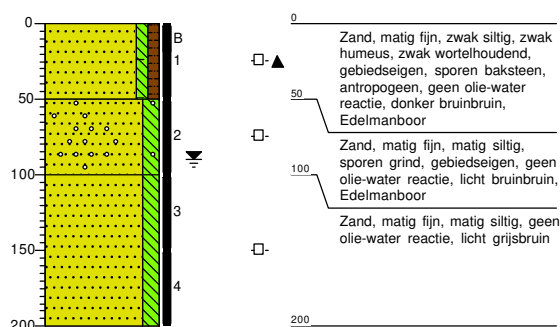 0
50
100
150
200
B
1
2
3
4
0
Zand, matig fijn, zwak siltig, zwak
humeus, zwak wortelhoudend,
gebiedseigen, sporen baksteen,
antropogeen, geen olie-water
reactie, donker bruinbruin,
Edelmanboor
50
Zand, matig fijn, matig siltig,
sporen grind, gebiedseigen, geen
olie-water reactie, licht bruinbruin,
Edelmanboor
100
Zand, matig fijn, matig siltig, geen
olie-water reactie, licht grijsbruin
200